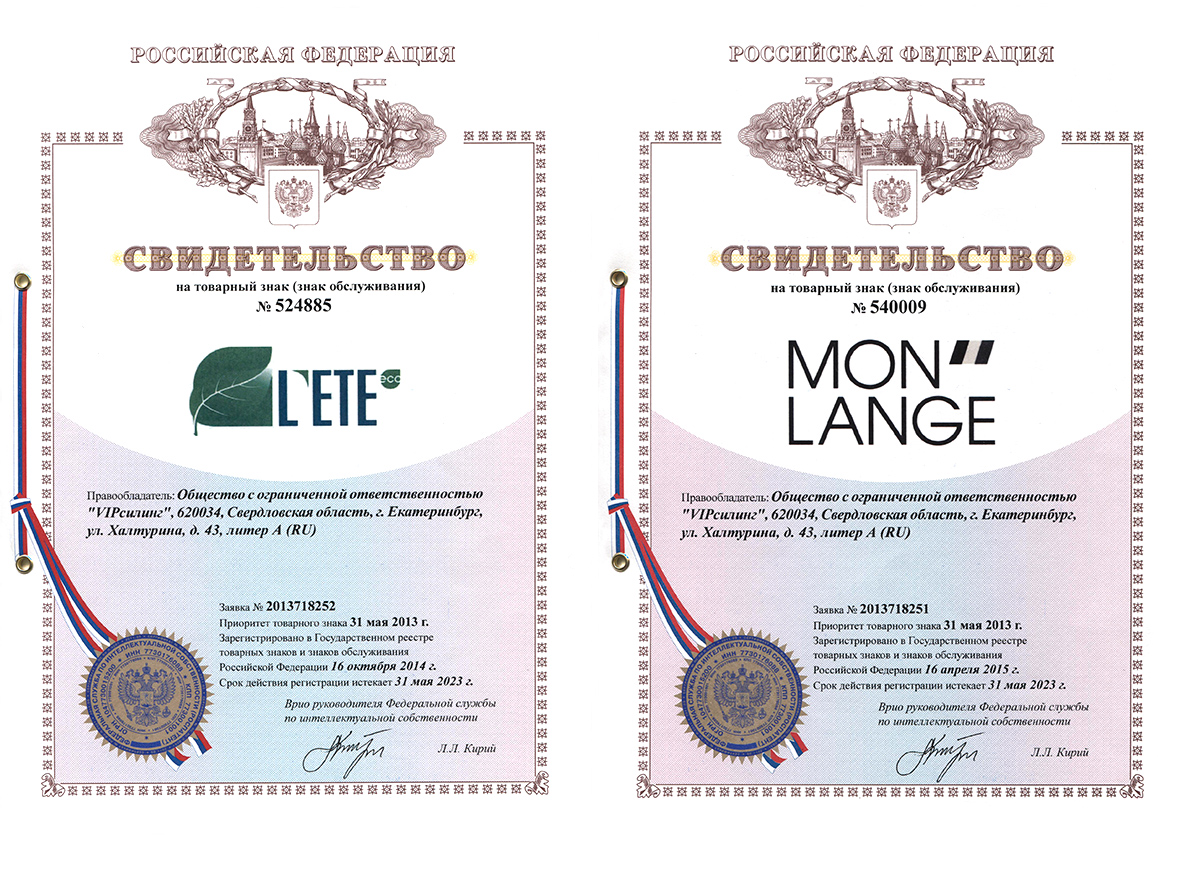 РОССИЙСКАЯ ФЕДЕРАЦИЯ
СВИДЕТЕЛЬСТВО
на товарный знак (знак обслуживания)
№ 524885
L'ETE eco
Правообладатель: Общество с ограниченной ответственностью
"VIPсилинг", 620034, Свердловская область, г. Екатеринбург,
ул. Халтурина, д. 43, литер А (RU)
Заявка № 2013718252
Приоритет товарного знака 31 мая 2013 г.
Зарегистрировано в Государственном реестре
товарных знаков и знаков обслуживания
Российской Федерации 16 октября 2014 г.
Срок действия регистрации истекает 31 мая 2023 г.
Врио руководителя Федеральной службы
по интеллектуальной собственности
Л.Л. Кирий
РОССИЙСКАЯ ФЕДЕРАЦИЯ
СВИДЕТЕЛЬСТВО
на товарный знак (знак обслуживания)
№ 540009
MON
LANGE
Правообладатель: Общество с ограниченной ответственностью
"VIPсилинг", 620034, Свердловская область, г. Екатеринбург,
ул. Халтурина, д. 43, литер А (RU)
Заявка № 2013718251
Приоритет товарного знака 31 мая 2013 г.
Зарегистрировано в Государственном реестре
товарных знаков и знаков обслуживания
Российской Федерации 16 апреля 2015 г.
Срок действия регистрации истекает 31 мая 2023 г.
Врио руководителя Федеральной службы
по интеллектуальной собственности
Л.Л. Кирий